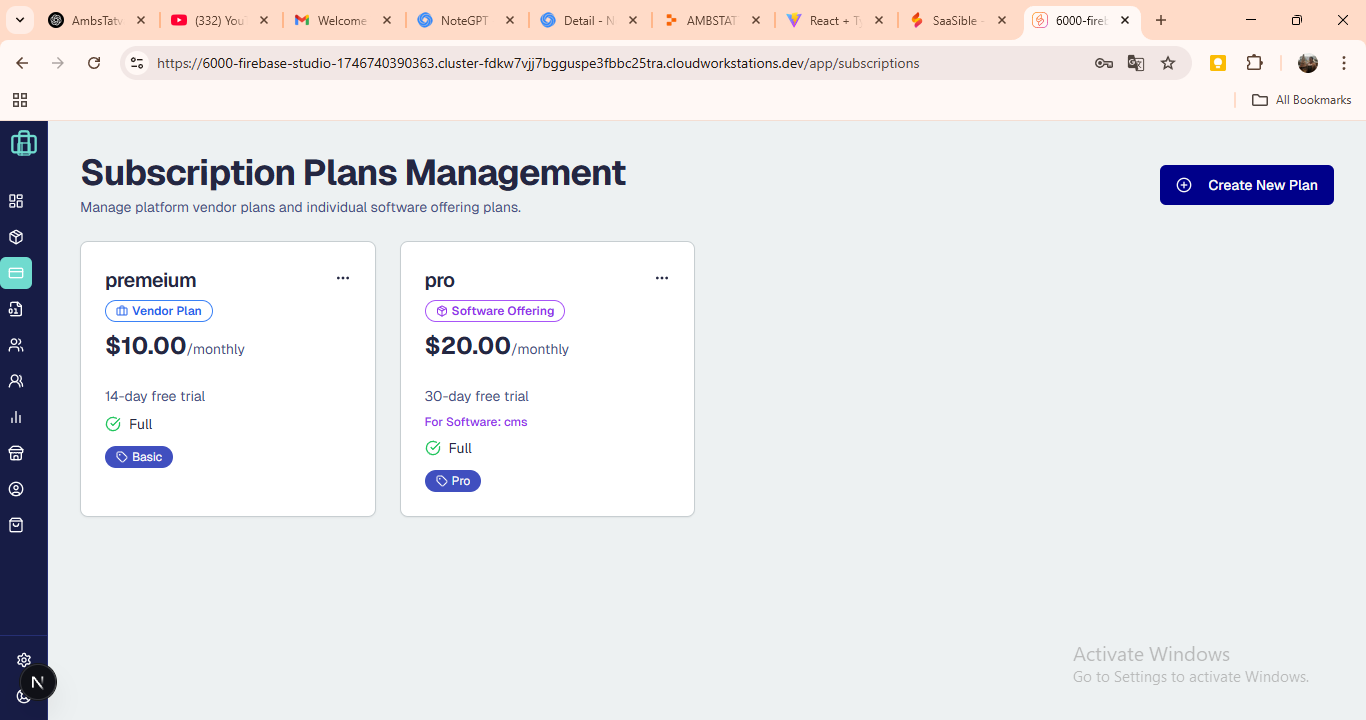 AmbsTatv
(332) You
Welcome
NoteGPT -
Detail - N
AMBSTAT
React + Ty
SaaSible -
6000-fireb
https://6000-firebase-studio-1746740390363.cluster-fdkw7vjj7bgguspe3fbbc25tra.cloudworkstations.dev/app/subscriptions
All Bookmarks
Subscription Plans Management
Manage platform vendor plans and individual software offering plans.
Create New Plan
premeium
Vendor Plan
$10.00/monthly
14-day free trial
Full
Basic
pro
Software Offering
$20.00/monthly
30-day free trial
For Software: cms
Full
Pro
N
Activate Windows
Go to Settings to activate Windows.